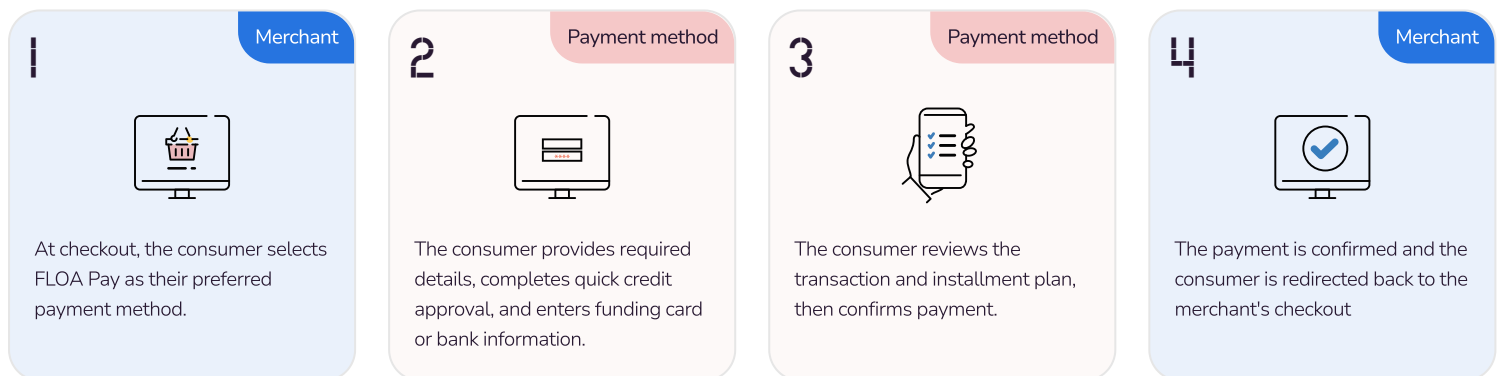 1
Merchant
At checkout, the consumer selects
FLOA Pay as their preferred
payment method.
2
Payment method
The consumer provides required
details, completes quick credit
approval, and enters funding card
or bank information.
3
Payment method
The consumer reviews the
transaction and installment plan,
then confirms payment.
4
Merchant
The payment is confirmed and the
consumer is redirected back to the
merchant's checkout